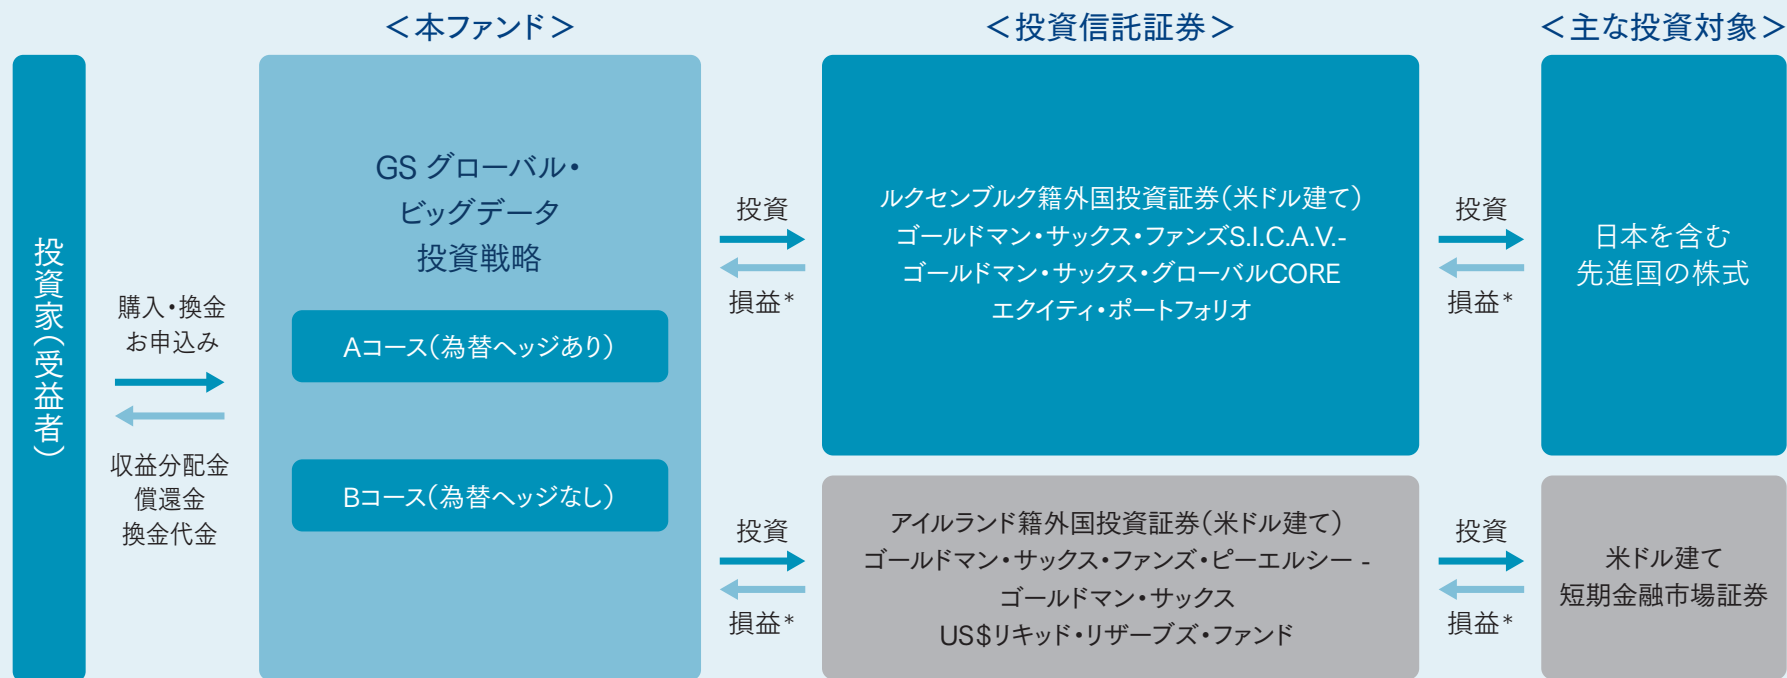 ＜本ファンド＞
＜投資信託証券＞
＜主な投資対象＞
投資家（受益者）
購入・換金
お申込み
収益分配金
償還金
換金代金
GS グローバル・
ビッグデータ
投資戦略
Aコース（為替ヘッジあり）
Bコース（為替ヘッジなし）
投資
損益*
ルクセンブルク籍外国投資証券（米ドル建て）
ゴールドマン・サックス・ファンズS.I.C.A.V.-
ゴールドマン・サックス・グローバルCORE
エクイティ・ポートフォリオ
投資
損益*
日本を含む
先進国の株式
投資
損益*
アイルランド籍外国投資証券（米ドル建て）
ゴールドマン・サックス・ファンズ・ピーエルシー -
ゴールドマン・サックス
US$リキッド・リザーブズ・ファンド
投資
損益*
米ドル建て
短期金融市場証券